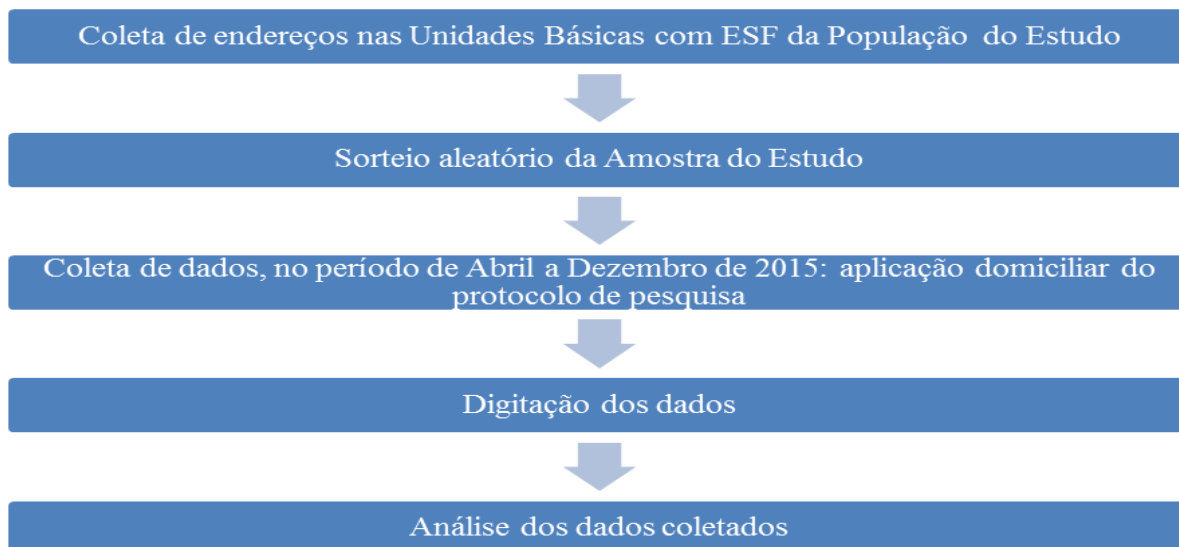 Coleta de endereços nas Unidades Básicas com ESF da População do Estudo
Sorteio aleatório da Amostra do Estudo
Coleta de dados, no período de Abril a Dezembro de 2015: aplicação domiciliar do
protocolo de pesquisa
Digitação dos dados
Análise dos dados coletados